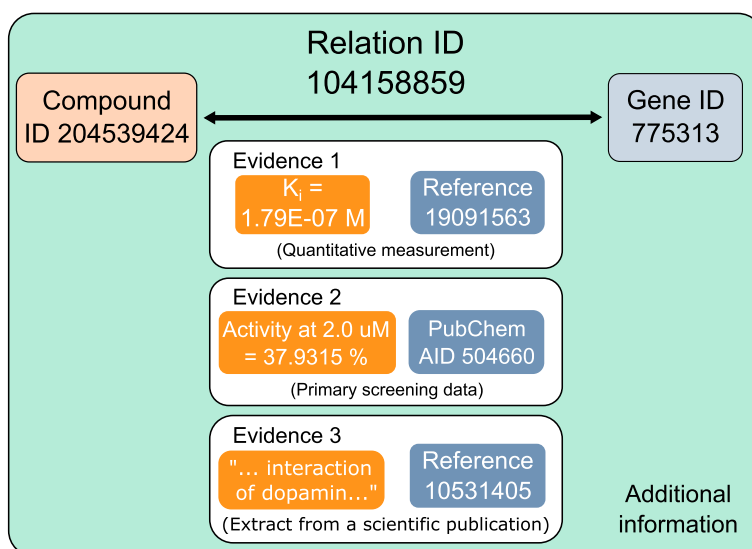 Relation ID
104158859
Compound
ID 204539424
Gene ID
775313
Evidence 1
Ki =
1.79E-07 M
Reference
19091563
(Quantitative measurement)
Evidence 2
Activity at 2.0 uM
= 37.9315 %
PubChem
AID 504660
(Primary screening data)
Evidence 3
"... interaction
of dopamin..."
Reference
10531405
(Extract from a scientific publication)
Additional
information